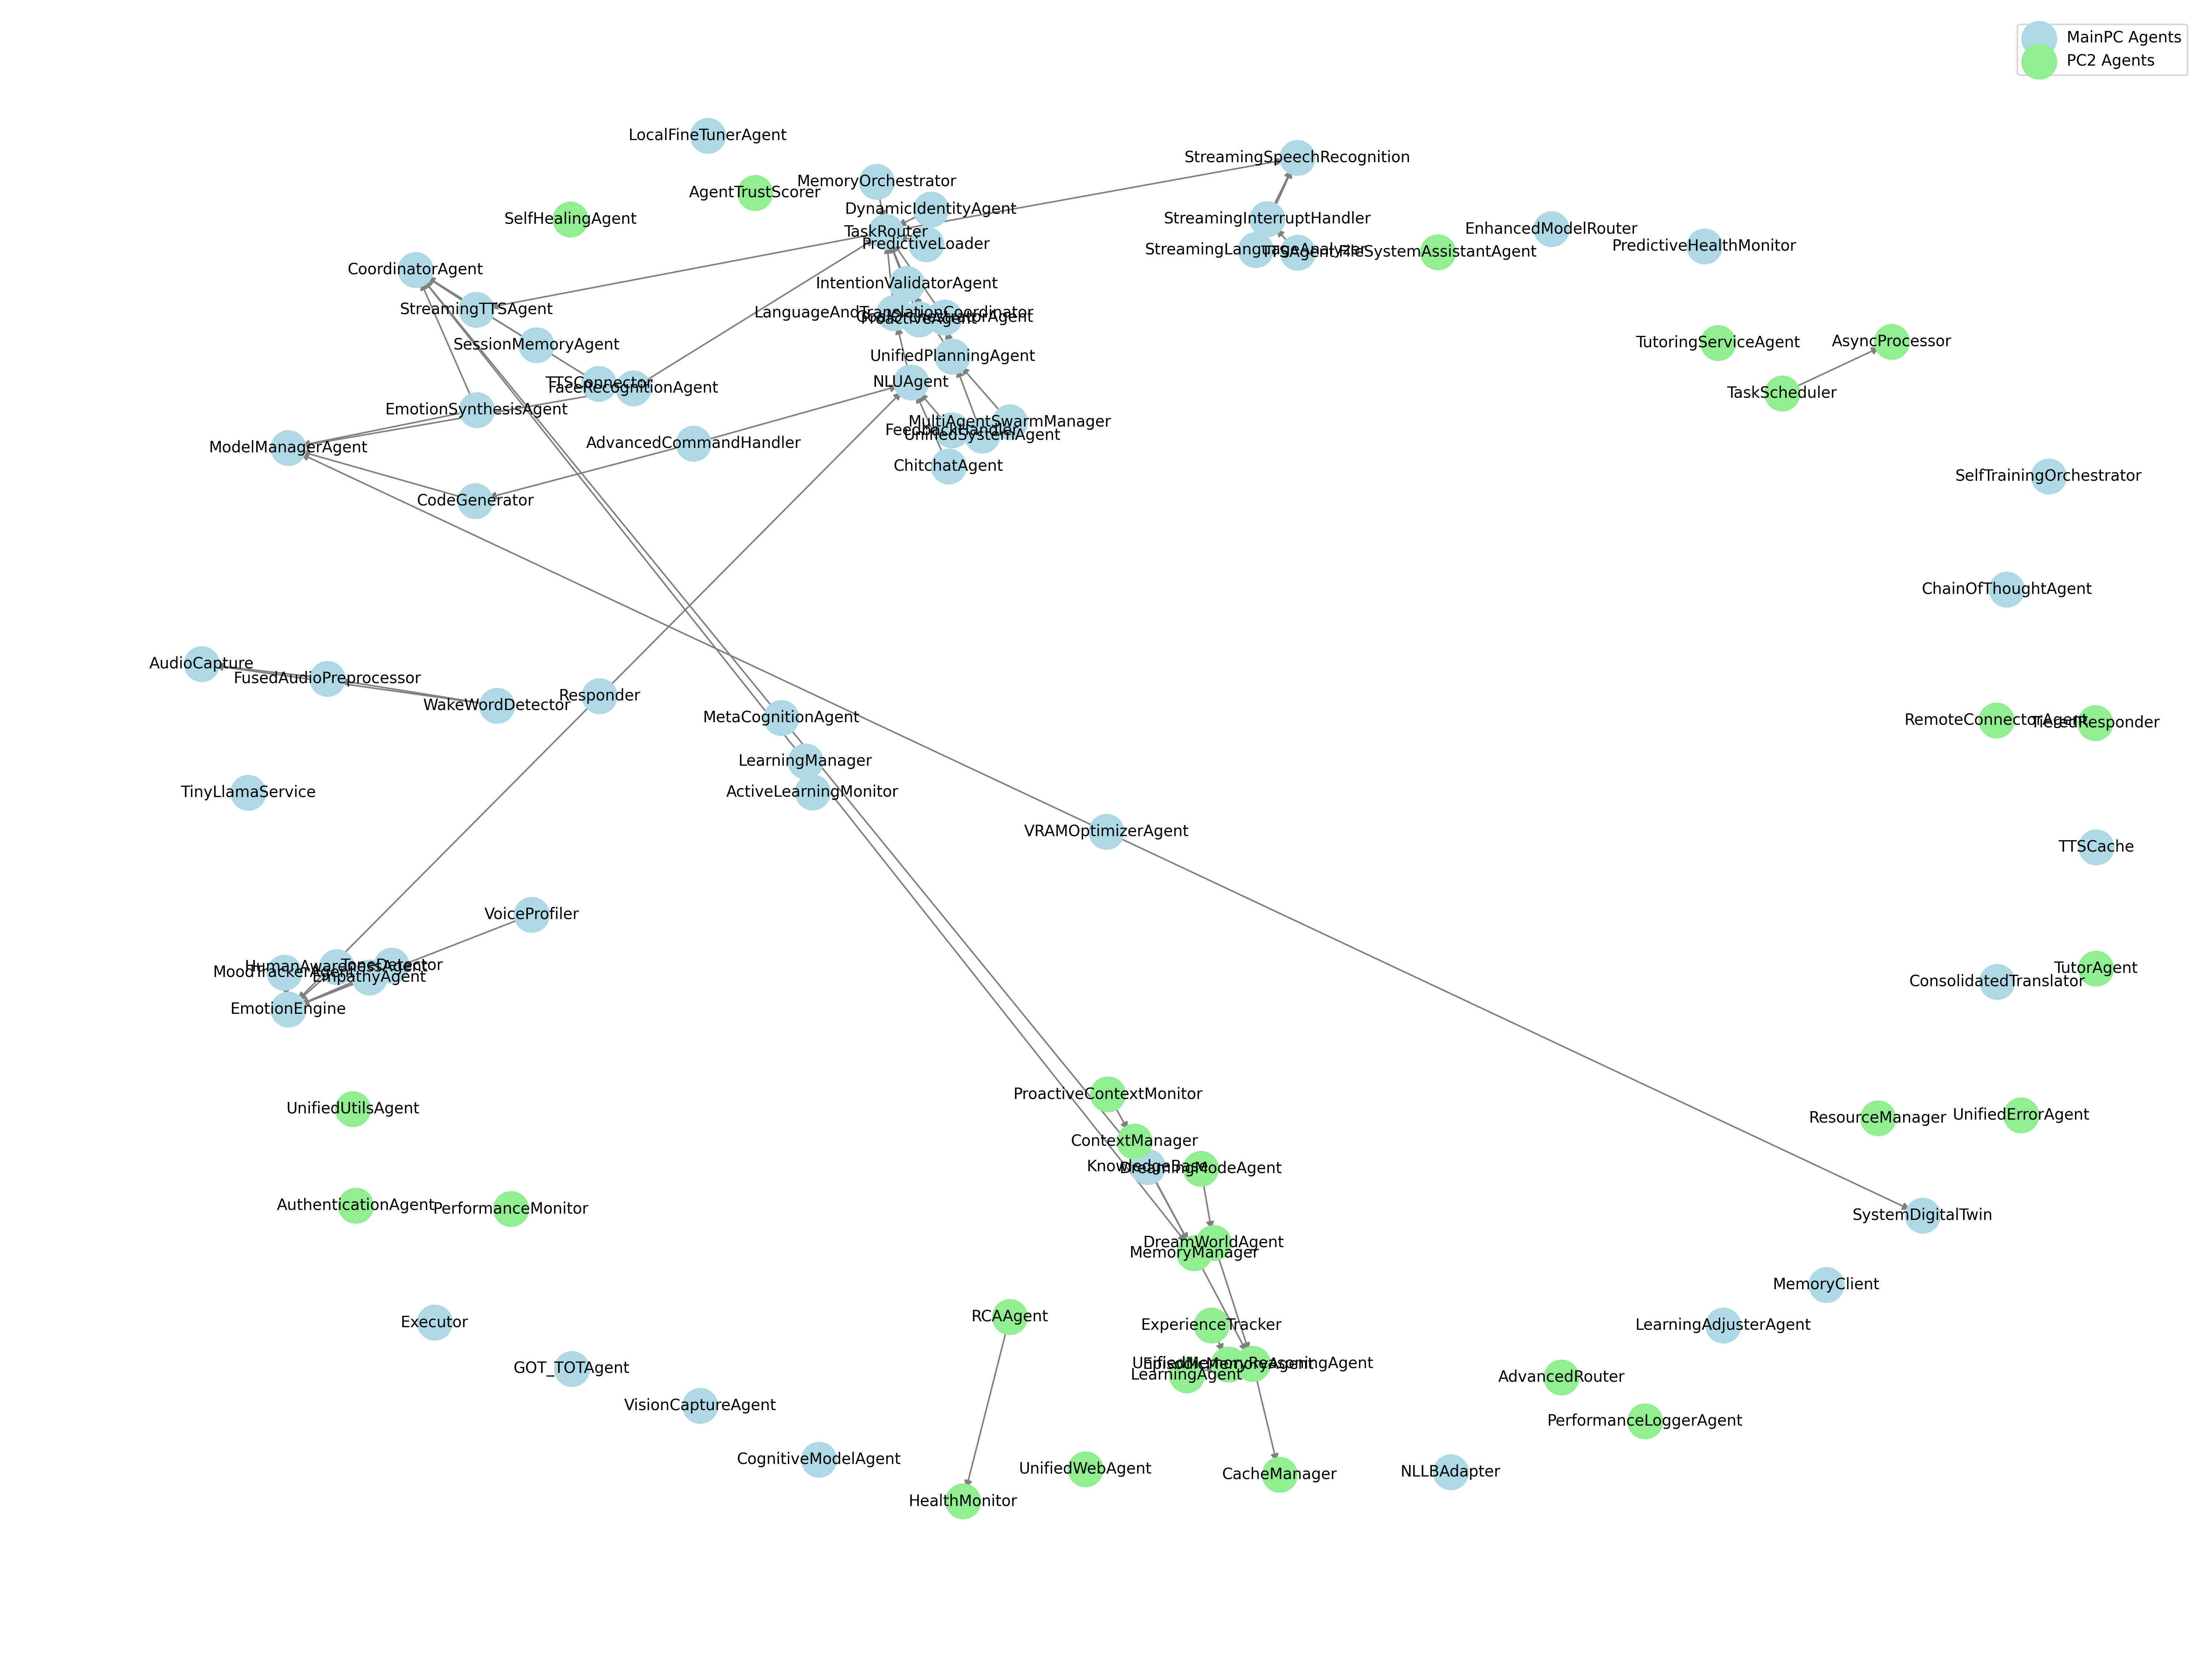 MainPC Agents
PC2 Agents
LocalFineTunerAgent
StreamingSpeechRecognition
MemoryOrchestrator
AgentTrustScorer
DynamicIdentityAgent
SelfHealingAgent
StreamingInterruptHandler
TaskRouter
EnhancedModelRouter
PredictiveLoader
PredictiveHealthMonitor
StreamingLanguageAnalyzer
TTSAgent
FileSystemAssistantAgent
CoordinatorAgent
IntentionValidatorAgent
StreamingTTSAgent
LanguageAndTranslationCoordinator
GoalOrchestratorAgent
ProactiveAgent
TutoringServiceAgent
AsyncProcessor
SessionMemoryAgent
UnifiedPlanningAgent
TTSConnector
NLUAgent
FaceRecognitionAgent
TaskScheduler
EmotionSynthesisAgent
MultiAgentSwarmManager
FeedbackHandler
UnifiedSystemAgent
AdvancedCommandHandler
ModelManagerAgent
ChitchatAgent
SelfTrainingOrchestrator
CodeGenerator
ChainOfThoughtAgent
AudioCapture
FusedAudioPreprocessor
Responder
WakeWordDetector
MetaCognitionAgent
RemoteConnectorAgent
TieredResponder
LearningManager
TinyLlamaService
ActiveLearningMonitor
VRAMOptimizerAgent
TTSCache
VoiceProfiler
HumanAwarenessAgent
ToneDetector
MoodTrackerAgent
EmpathyAgent
TutorAgent
ConsolidatedTranslator
EmotionEngine
ProactiveContextMonitor
UnifiedUtilsAgent
ResourceManager
UnifiedErrorAgent
ContextManager
KnowledgeBase
DreamingModeAgent
AuthenticationAgent
PerformanceMonitor
SystemDigitalTwin
DreamWorldAgent
MemoryManager
MemoryClient
RCAAgent
Executor
ExperienceTracker
LearningAdjusterAgent
GOT_TOTAgent
UnifiedMemoryReasoningAgent
EpisodicMemoryAgent
LearningAgent
AdvancedRouter
VisionCaptureAgent
PerformanceLoggerAgent
CognitiveModelAgent
UnifiedWebAgent
CacheManager
NLLBAdapter
HealthMonitor